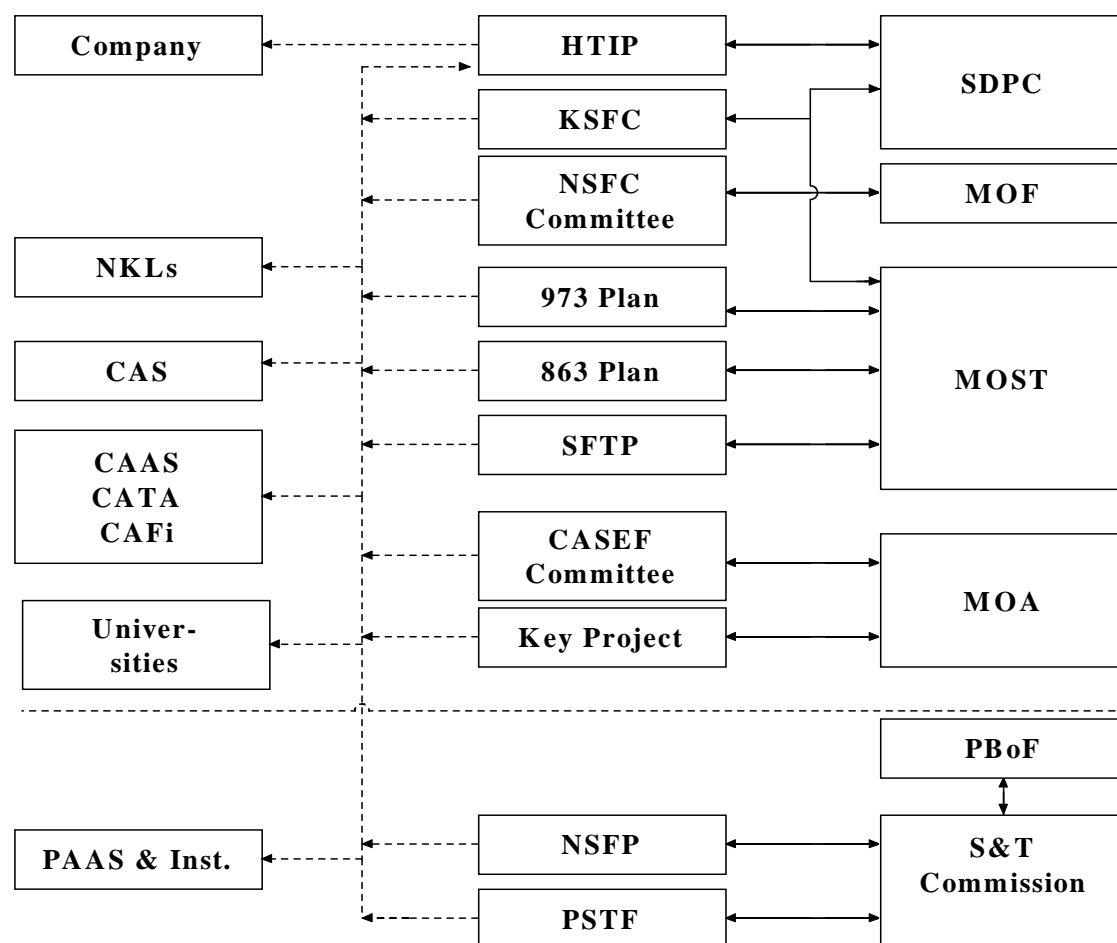 Company
HTIP
SDPC
KSFC
NSFC
Committee
MOF
NKLs
973 Plan
CAS
863 Plan
MOST
CAAS
CATA
CAFi
SFTP
CASEF
Committee
MOA
Univer-
sities
Key Project
PBoF
PAAS & Inst.
NSFP
S&T
Commission
PSTF